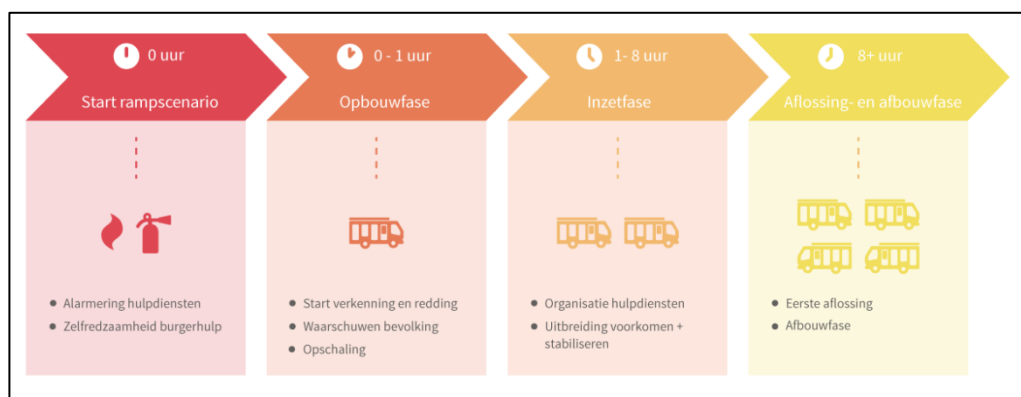 0 uur
Start rampscenario
• Alarmering hulpdiensten
• Zelfredzaamheid burgerhulp
0 - 1 uur
Opbouwfase
• Start verkenning en redding
• Waarschuwen bevolking
• Opschaling
1- 8 uur
Inzetfase
• Organisatie hulpdiensten
• Uitbreiding voorkomen +
stabiliseren
8+ uur
Aflossing- en afbouwfase
• Eerste aflossing
• Afbouwfase